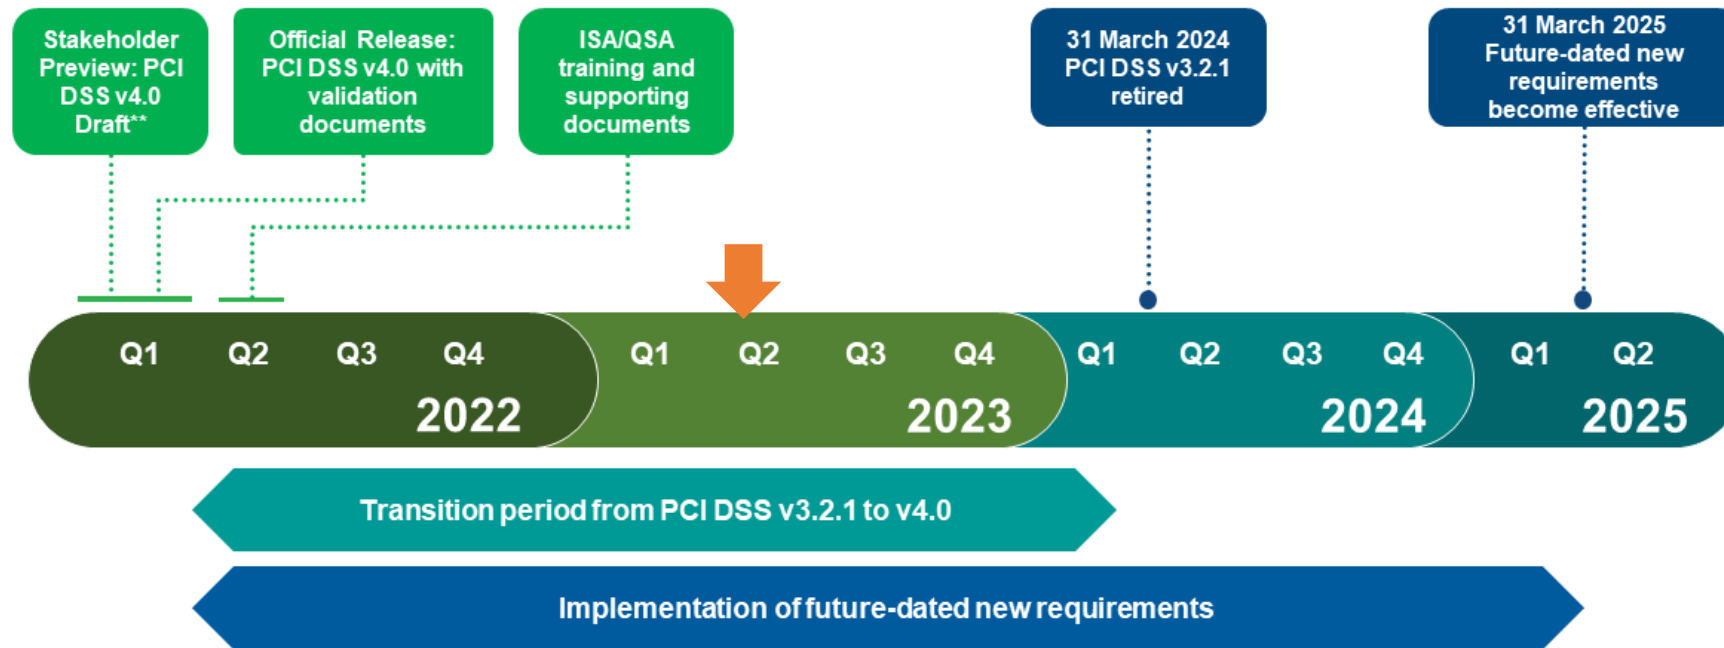 Stakeholder
Preview: PCI
DSS v4.0
Draft**
Official Release:
PCI DSS v4.0 with
validation
documents
ISA/QSA
training and
supporting
documents
31 March 2024
PCI DSS v3.2.1
retired
31 March 2025
Future-dated new
requirements
become effective
Q1 Q2 Q3 Q4
2022
Q1 Q2 Q3 Q4
2023
Q1 Q2 Q3 Q4
2024
Q1 Q2
2025
Transition period from PCI DSS v3.2.1 to v4.0
Implementation of future-dated new requirements